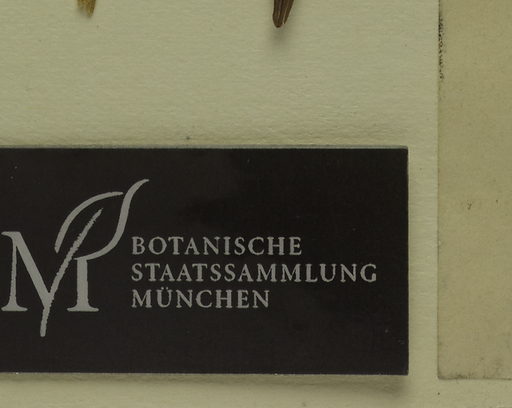 M
BOTANISCHE
STAATSSAMMLUNG
MÜNCHEN